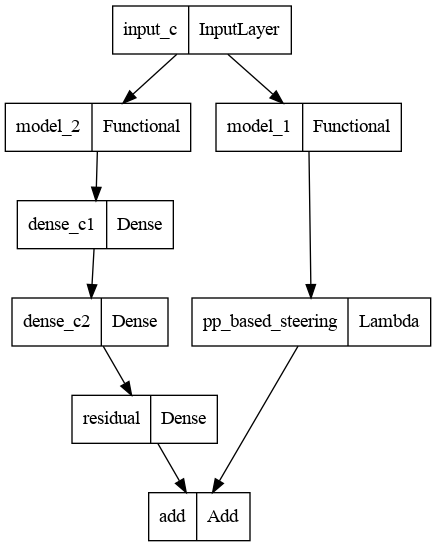 input_c InputLayer
model_2 Functional
model_1 Functional
dense_c1 Dense
dense_c2 Dense
pp_based_steering Lambda
residual Dense
add Add